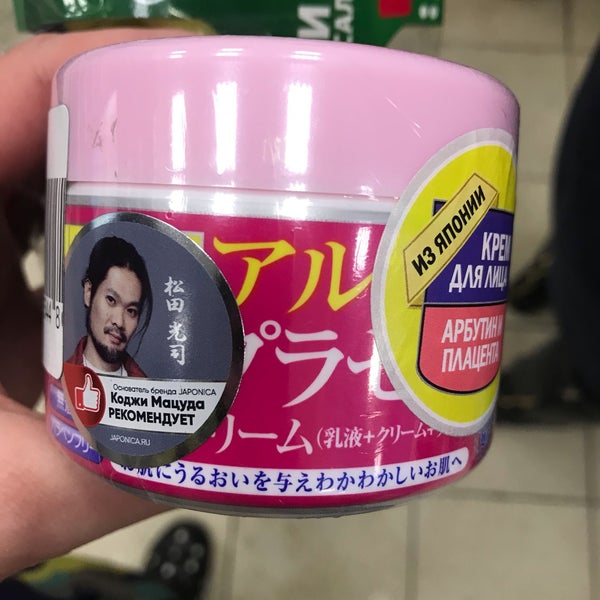 アル
プラセ
リーム（乳液＋クリーム＋
お肌にうるおいを与えわかわかしいお肌へ
松田光司
Основатель бренда JAPONICA
Коджи Мацуда
РЕКОМЕНДУЕТ
JAPONICA.RU
ИЗ ЯПОНИИ
КРЕМ
ДЛЯ ЛИЦА
АРБУТИН И
ПЛАЦЕНТА